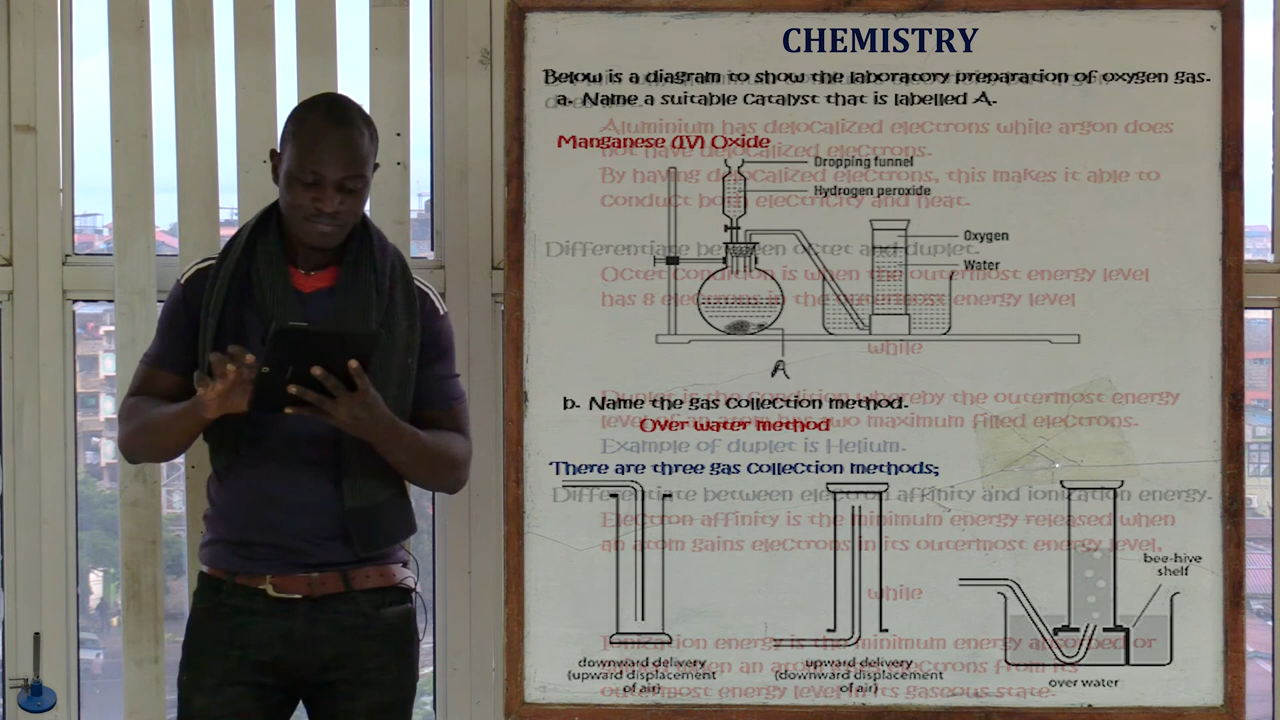 CHEMISTRY
Below is a diagram to show the laboratory preparation of oxygen gas.
a. Name a suitable catalyst that is labelled A.
Aluminium has delocalized electrons while argon does
Manganese (IV) Oxide
not have delocalized electrons.
Dropping funnel
By having delocalized electrons, this makes it able to
Hydrogen peroxide
conduct both electricity and heat.
Oxygen
Differentiate between octet and duplet.
Water
Octet condition is when the outermost energy level
has 8 electrons in the outermost energy level
while
A
Duplet is the condition whereby the outermost energy
b. Name the gas collection method.
level of an atom has two maximum filled electrons.
Over water method
Example of duplet is Helium.
There are three gas collection methods;
Differentiate between electron affinity and ionization energy.
Electron affinity is the minimum energy released when
an atom gains electrons in its outermost energy level,
bee-hive
shelf
while
Ionization energy is the minimum energy absorbed or
downward delivery
(upward displacement
of air)
upward delivery
(downward displacement
of air)
when an atom loses electrons from its
over water
outermost energy level in its gaseous state.